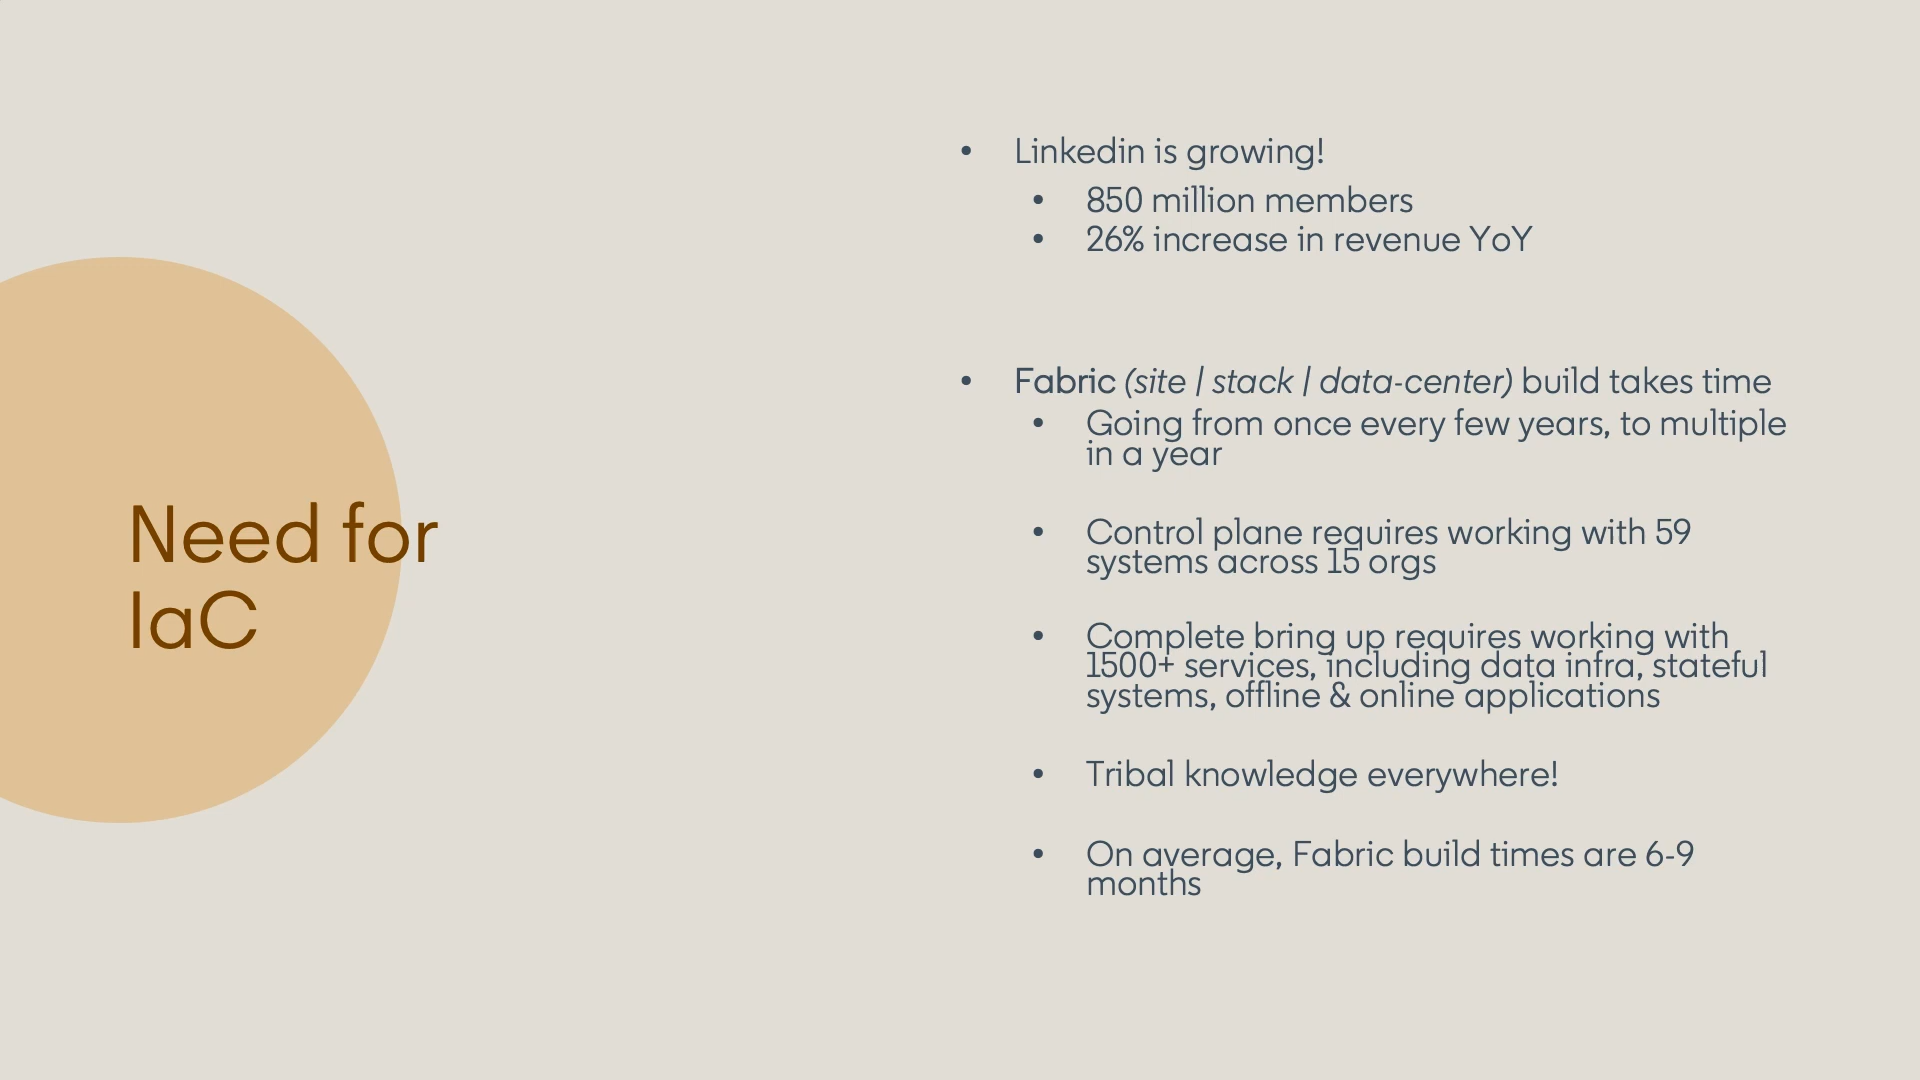 Need for
IaC
• Linkedin is growing!
• 850 million members
• 26% increase in revenue YoY
• Fabric (site | stack | data-center) build takes time
• Going from once every few years, to multiple
in a year
• Control plane requires working with 59
systems across 15 orgs
• Complete bring up requires working with
1500+ services, including data infra, stateful
systems, offline & online applications
• Tribal knowledge everywhere!
• On average, Fabric build times are 6-9
months